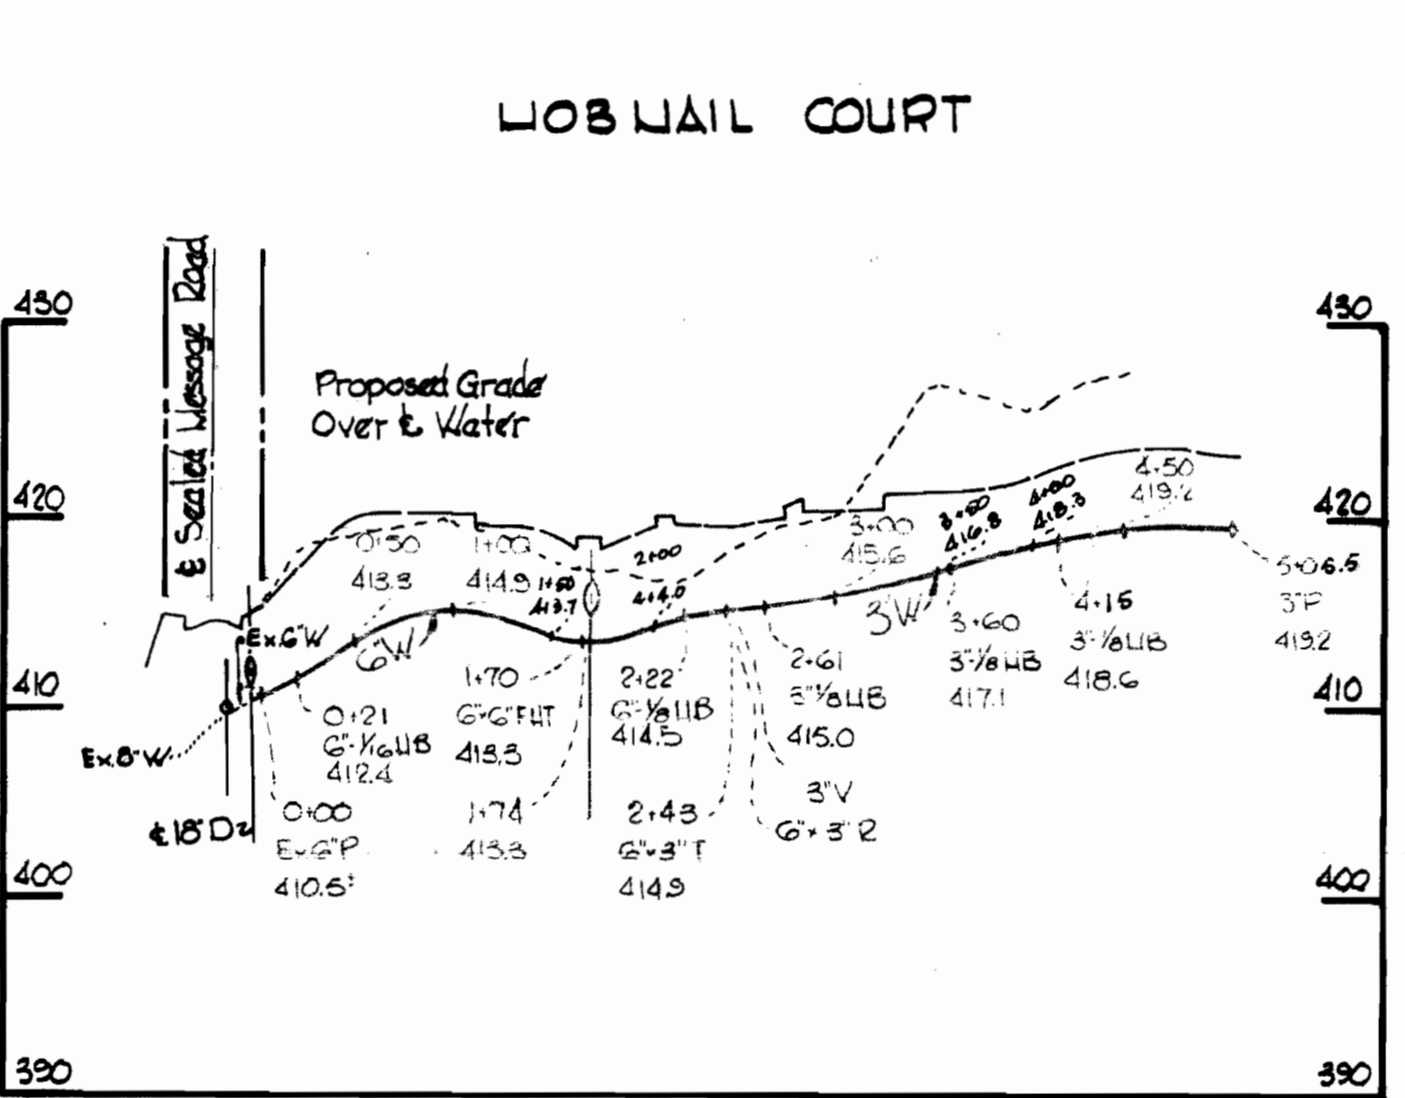 HOBNAIL COURT
430
430
℄ Sealed Message Road
Proposed Grade
Over ℄ Water
420
420
4+50
419.2
4+00
418.3
3+50
416.8
3+00
415.6
2+00
414.0
1+50
413.7
1+00
414.9
0+50
413.3
Ex.6"W
6"W
3"W
5+06.5
3"P
419.2
4+15
3"-1/8HB
418.6
3+60
3"-1/8HB
417.1
2+61
3"1/8HB
415.0
2+22
6"-1/8HB
414.5
1+70
6"x6"FHT
413.3
0+21
6"-1/16HB
412.4
410
410
Ex.8"W
3"V
6"x3"R
2+43
6"x3"T
414.9
1+74
413.3
0+00
Ex.6"P
410.5±
℄18"D2
400
400
390
390